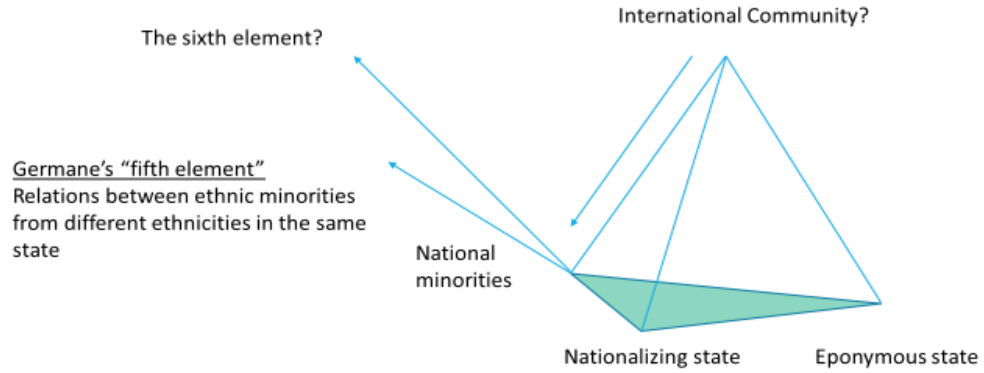 International Community?
The sixth element?
Germane's “fifth element”
Relations between ethnic minorities
from different ethnicities in the same
state
National
minorities
Nationalizing state
Eponymous state